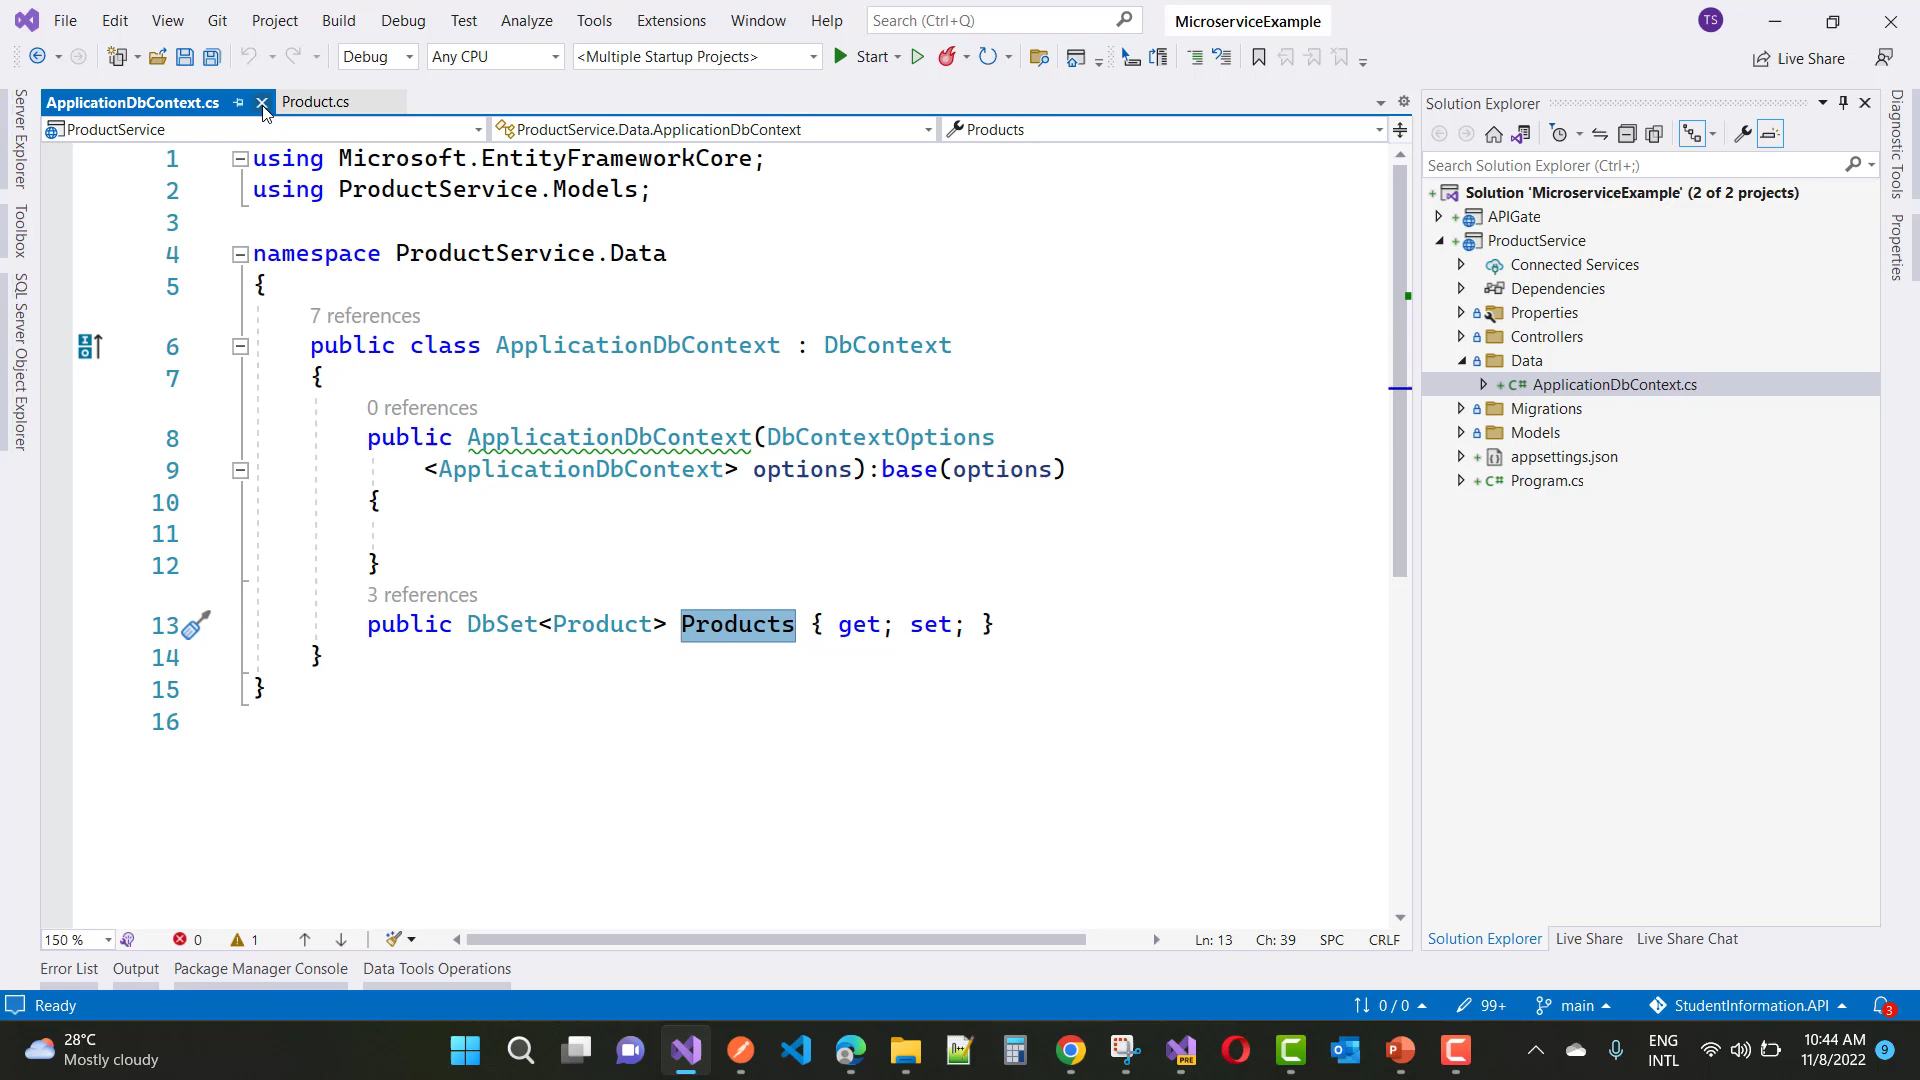 File Edit View Git Project Build Debug Test Analyze Tools Extensions Window Help Search (Ctrl+Q) MicroserviceExample TS
Debug Any CPU <Multiple Startup Projects> Start Live Share
ApplicationDbContext.cs Product.cs
ProductService ProductService.Data.ApplicationDbContext Products
Server Explorer
Toolbox
SQL Server Object Explorer
1 using Microsoft.EntityFrameworkCore;
2 using ProductService.Models;
3
4 namespace ProductService.Data
5 {
7 references
6 public class ApplicationDbContext : DbContext
7 {
0 references
8 public ApplicationDbContext(DbContextOptions
9 <ApplicationDbContext> options):base(options)
10 {
11
12 }
3 references
13 public DbSet<Product> Products { get; set; }
14 }
15 }
16
150 % 0 1 Ln: 13 Ch: 39 SPC CRLF
Solution Explorer
Search Solution Explorer (Ctrl+;)
Solution 'MicroserviceExample' (2 of 2 projects)
APIGate
ProductService
Connected Services
Dependencies
Properties
Controllers
Data
C# ApplicationDbContext.cs
Migrations
Models
appsettings.json
C# Program.cs
Solution Explorer Live Share Live Share Chat
Diagnostic Tools
Properties
Error List Output Package Manager Console Data Tools Operations
Ready 0 / 0 99+ main StudentInformation.API 3
28°C
Mostly cloudy
PRE
ENG
INTL
10:44 AM
11/8/2022
9